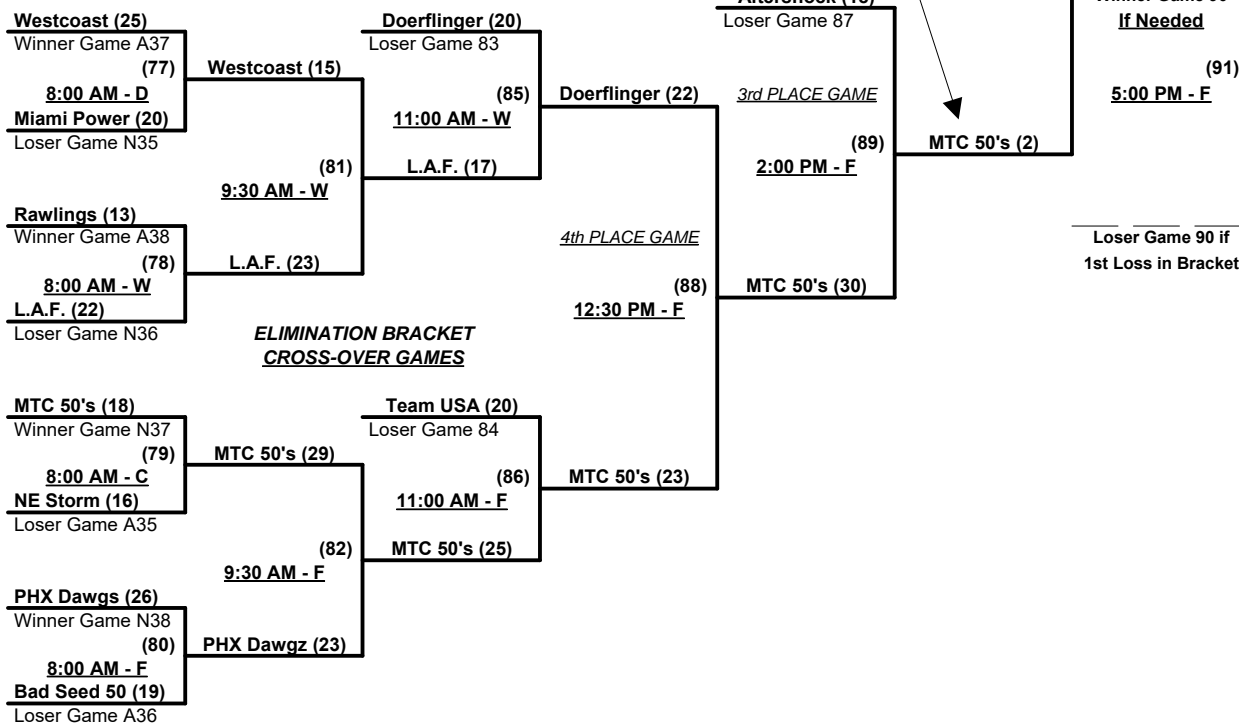 Westcoast (25)
Winner Game A37
(77)
8:00 AM - D
Miami Power (20)
Loser Game N35
Rawlings (13)
Winner Game A38
(78)
8:00 AM - W
L.A.F. (22)
Loser Game N36
MTC 50's (18)
Winner Game N37
(79)
8:00 AM - C
NE Storm (16)
Loser Game A35
PHX Dawgs (26)
Winner Game N38
(80)
8:00 AM - F
Bad Seed 50 (19)
Loser Game A36
Westcoast (15)
(81)
9:30 AM - W
L.A.F. (23)
ELIMINATION BRACKET
CROSS-OVER GAMES
MTC 50's (29)
(82)
9:30 AM - F
PHX Dawgz (23)
Doerflinger (20)
Loser Game 83
(85)
11:00 AM - W
L.A.F. (17)
Team USA (20)
Loser Game 84
(86)
11:00 AM - F
MTC 50's (25)
Doerflinger (22)
4th PLACE GAME
(88)
12:30 PM - F
MTC 50's (23)
Loser Game 87
3rd PLACE GAME
(89)
2:00 PM - F
MTC 50's (30)
MTC 50's (2)
If Needed
(91)
5:00 PM - F
Loser Game 90 if
1st Loss in Bracket